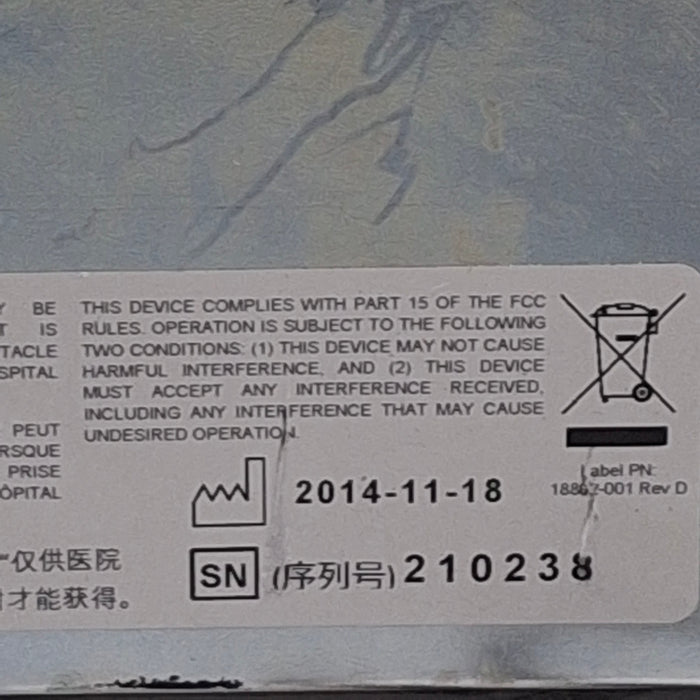 BE
IS
TACLE
SPITAL
PEUT
RSQUE
PRISE
ÔPITAL
仅供医院
才能获得。
THIS DEVICE COMPLIES WITH PART 15 OF THE FCC
RULES. OPERATION IS SUBJECT TO THE FOLLOWING
TWO CONDITIONS: (1) THIS DEVICE MAY NOT CAUSE
HARMFUL INTERFERENCE, AND (2) THIS DEVICE
MUST ACCEPT ANY INTERFERENCE RECEIVED,
INCLUDING ANY INTERFERENCE THAT MAY CAUSE
UNDESIRED OPERATION.
2014-11-18
SN (序列号) 210238
Label PN:
-001 Rev D